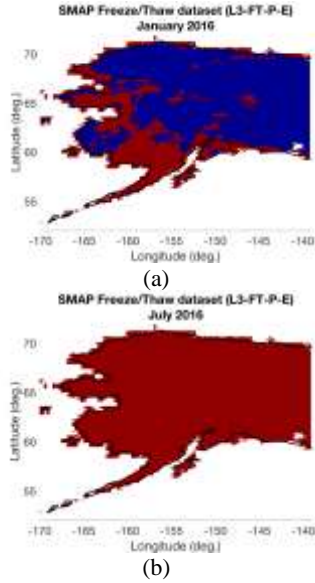 SMAP Freeze/Thaw dataset (L3-FT-P-E)
January 2016
70
65
60
55
Latitude (deg.)
-170 -165 -160 -155 -150 -145 -140
Longitude (deg.)
(a)
SMAP Freeze/Thaw dataset (L3-FT-P-E)
July 2016
70
65
60
55
Latitude (deg.)
-170 -165 -160 -155 -150 -145 -140
Longitude (deg.)
(b)